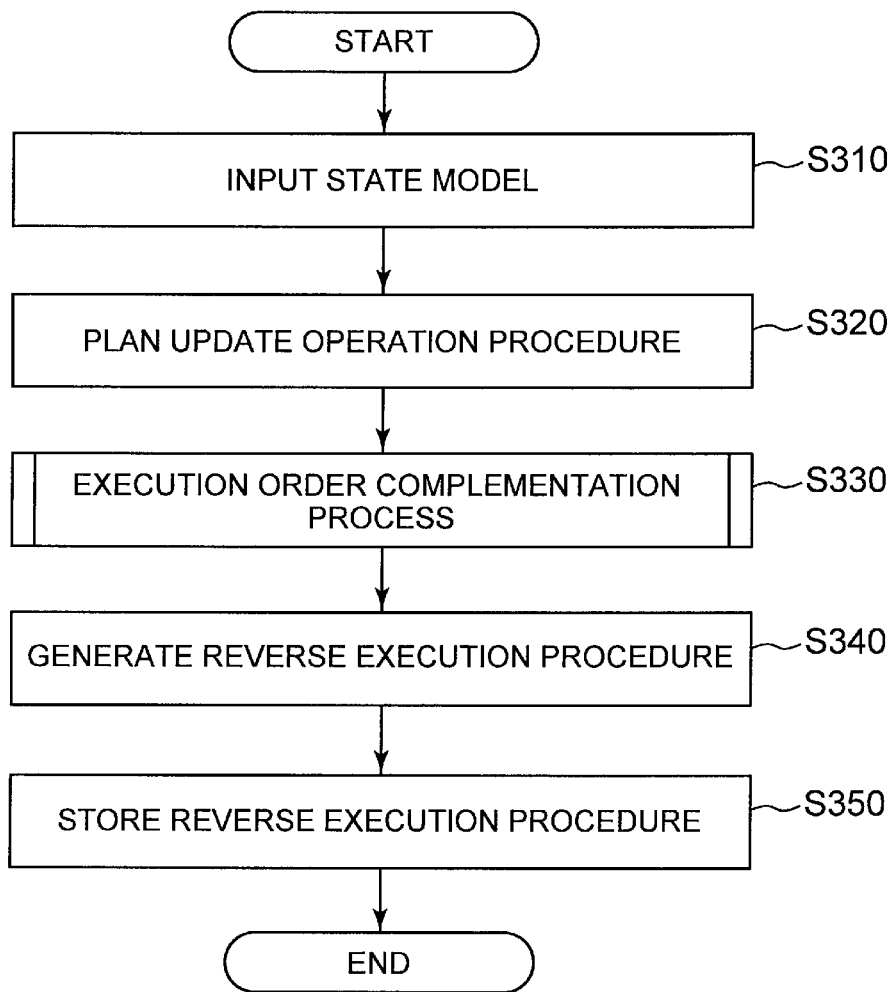 START
INPUT STATE MODEL
S310
PLAN UPDATE OPERATION PROCEDURE
S320
EXECUTION ORDER COMPLEMENTATION
PROCESS
S330
GENERATE REVERSE EXECUTION PROCEDURE
S340
STORE REVERSE EXECUTION PROCEDURE
S350
END